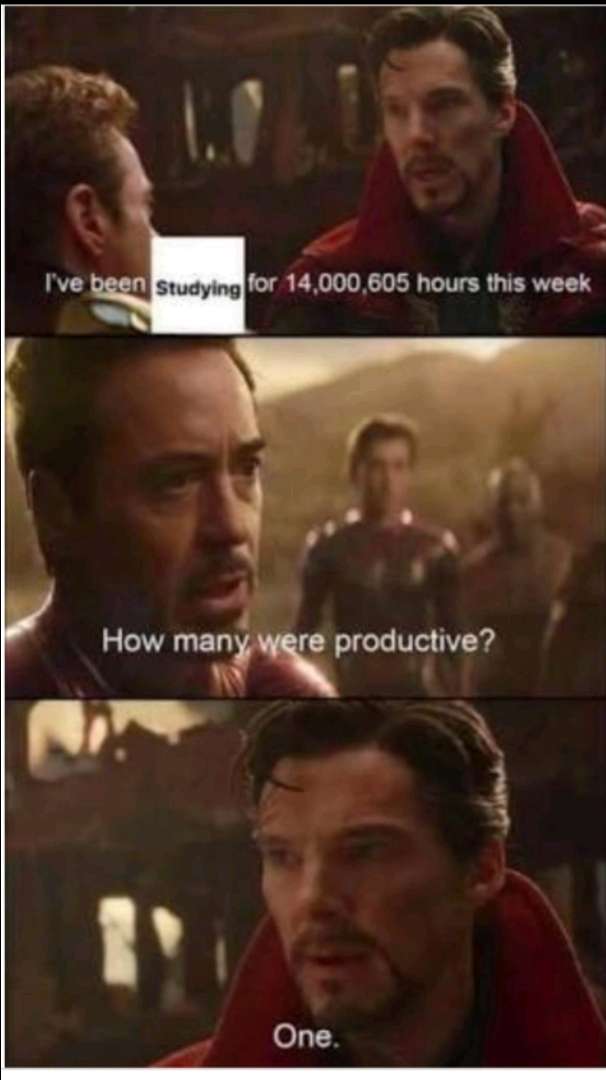 I've been Studying for 14,000,605 hours this week
How many were productive?
One.